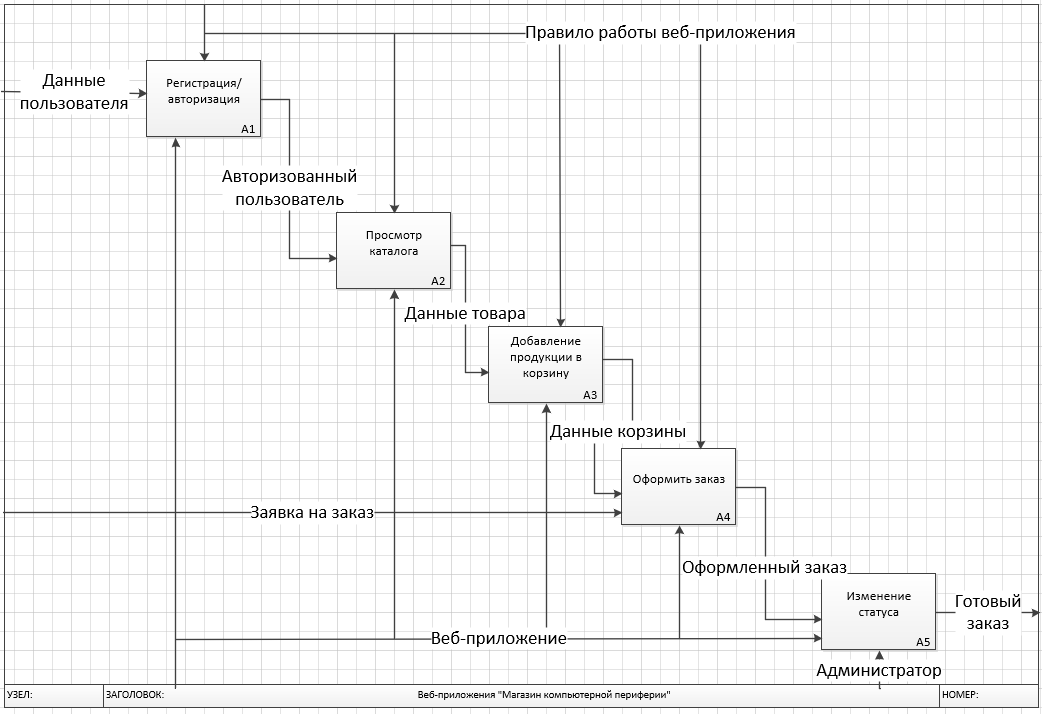 Правило работы веб-приложения
Данные
пользователя
Регистрация/
авторизация
A1
Авторизованный
пользователь
Просмотр
каталога
A2
Данные товара
Добавление
продукции в
корзину
A3
Данные корзины
Оформить заказ
A4
Заявка на заказ
Оформленный заказ
Изменение
статуса
A5
Готовый
заказ
Веб-приложение
Администратор
УЗЕЛ:
ЗАГОЛОВОК:
Веб-приложения "Магазин компьютерной периферии"
НОМЕР: